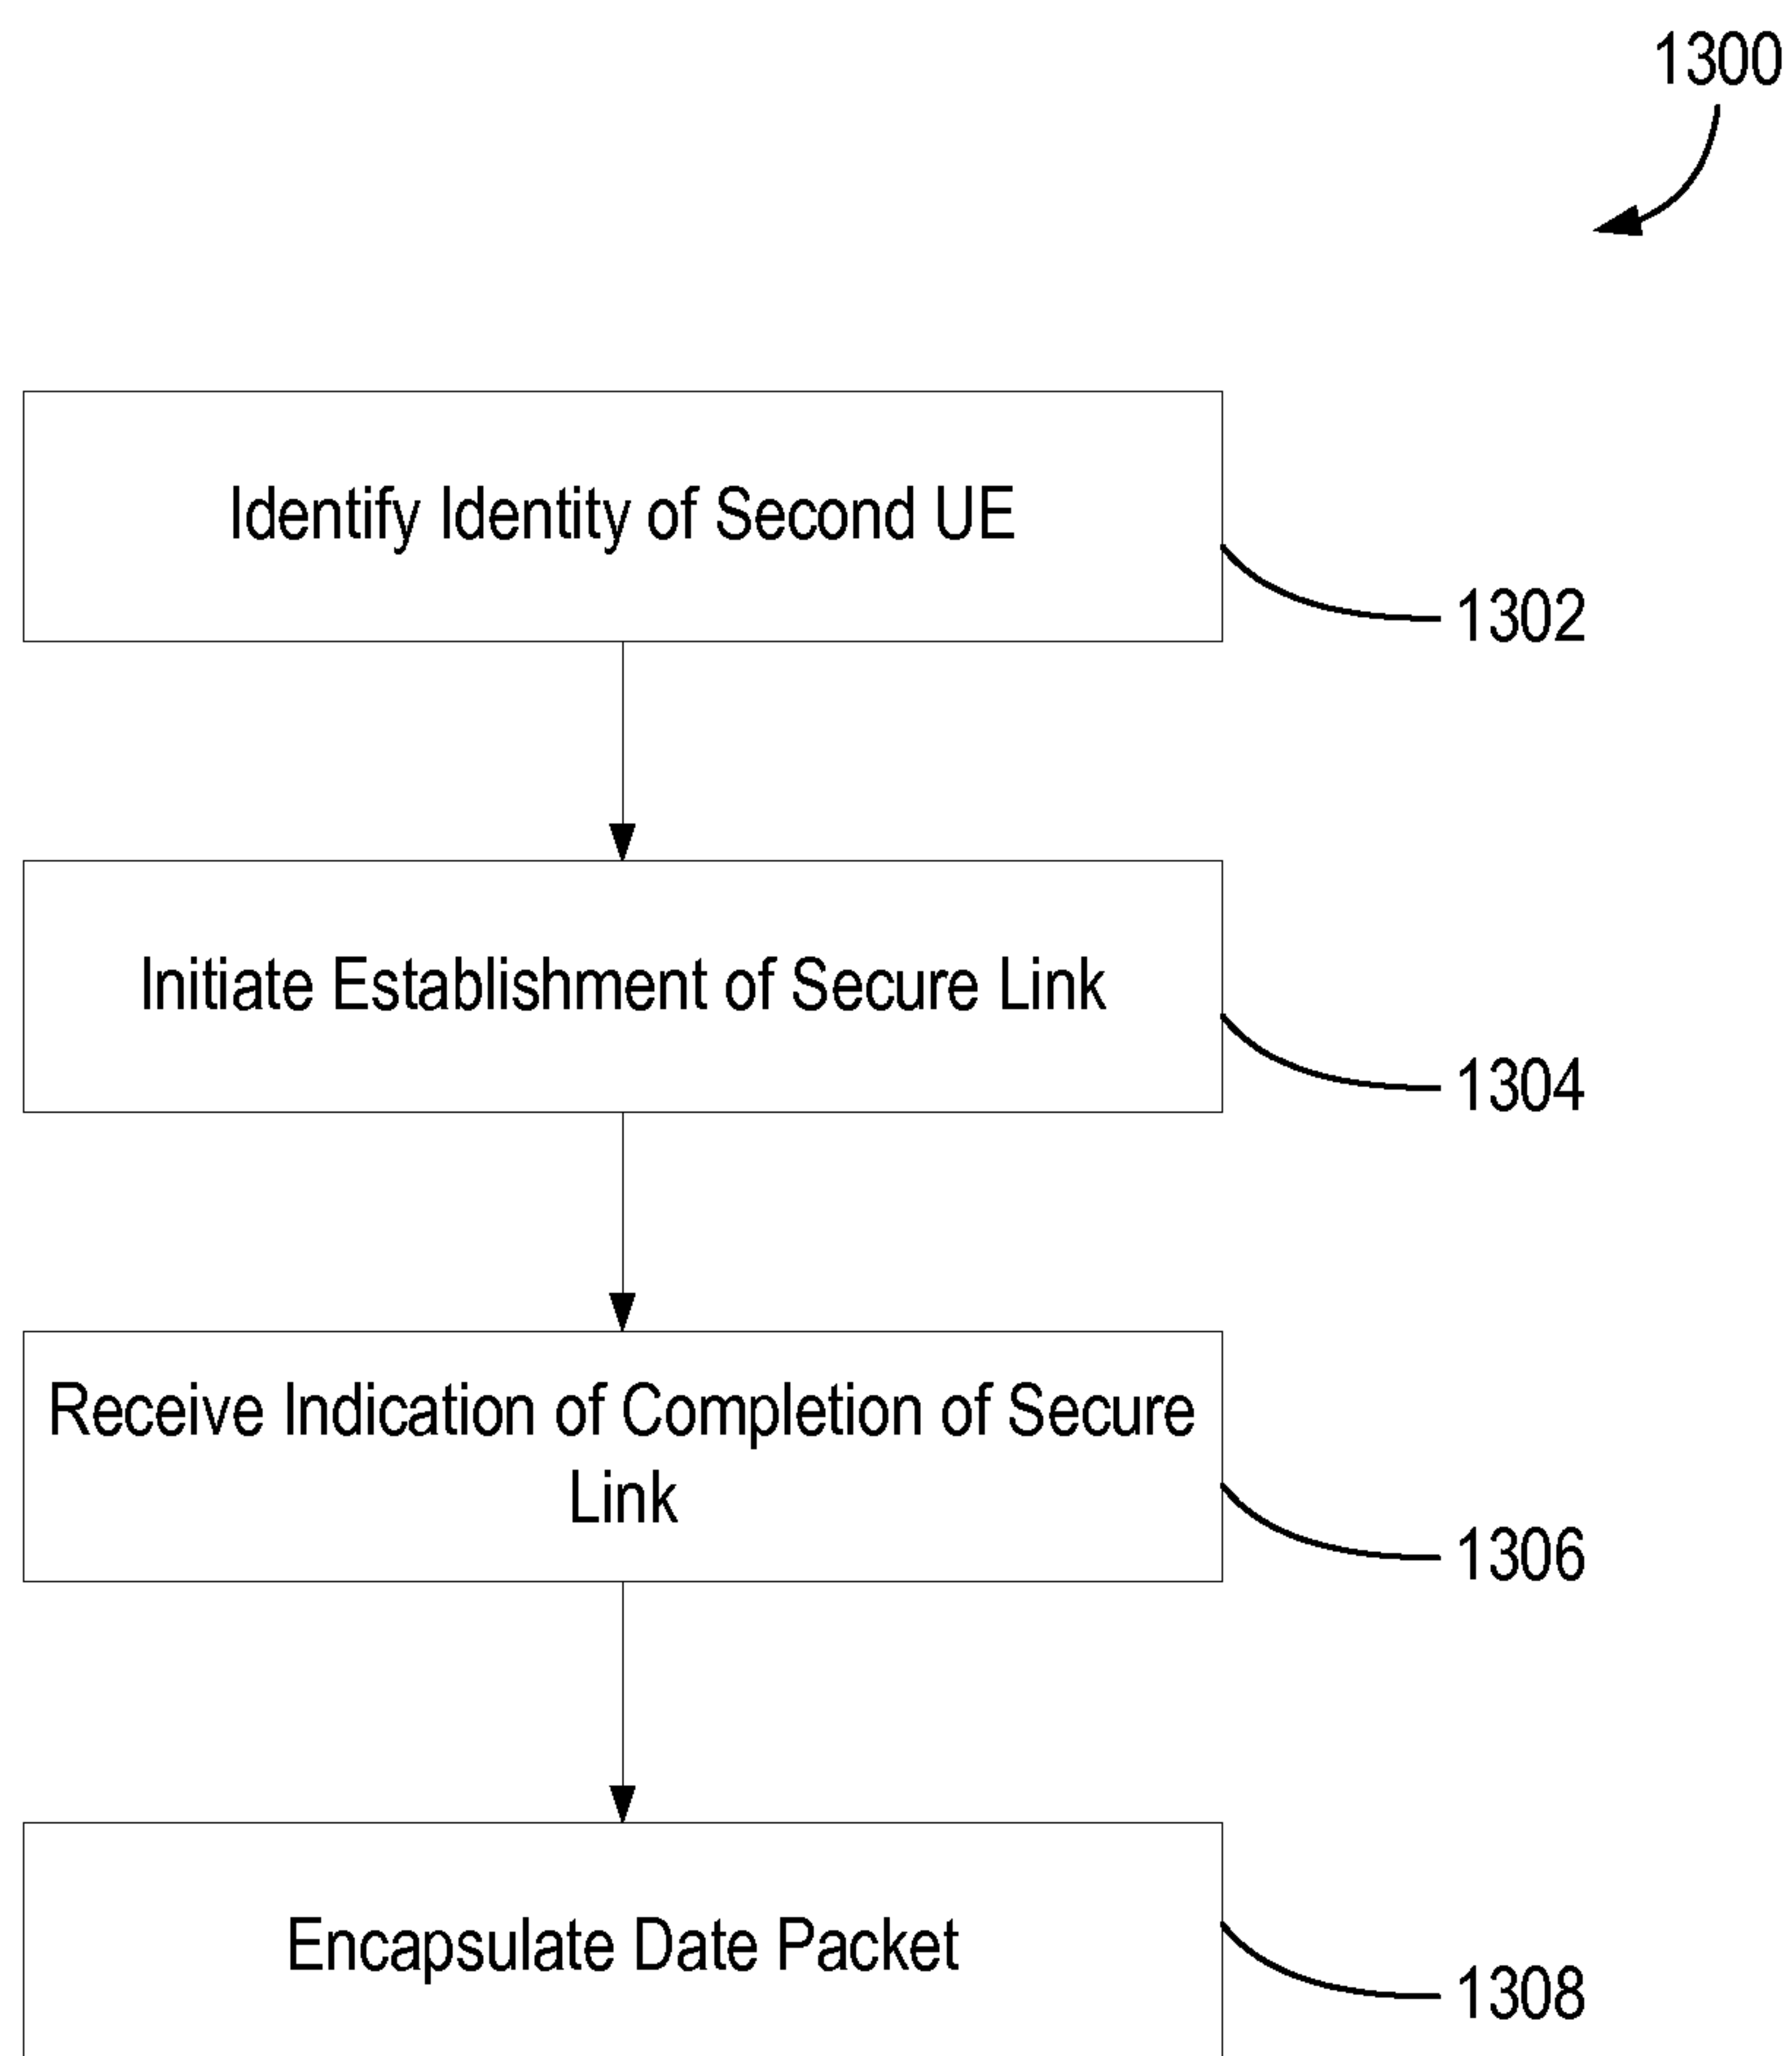 1300
Identify Identity of Second UE
1302
Initiate Establishment of Secure Link
1304
Receive Indication of Completion of Secure
Link
1306
Encapsulate Date Packet
1308